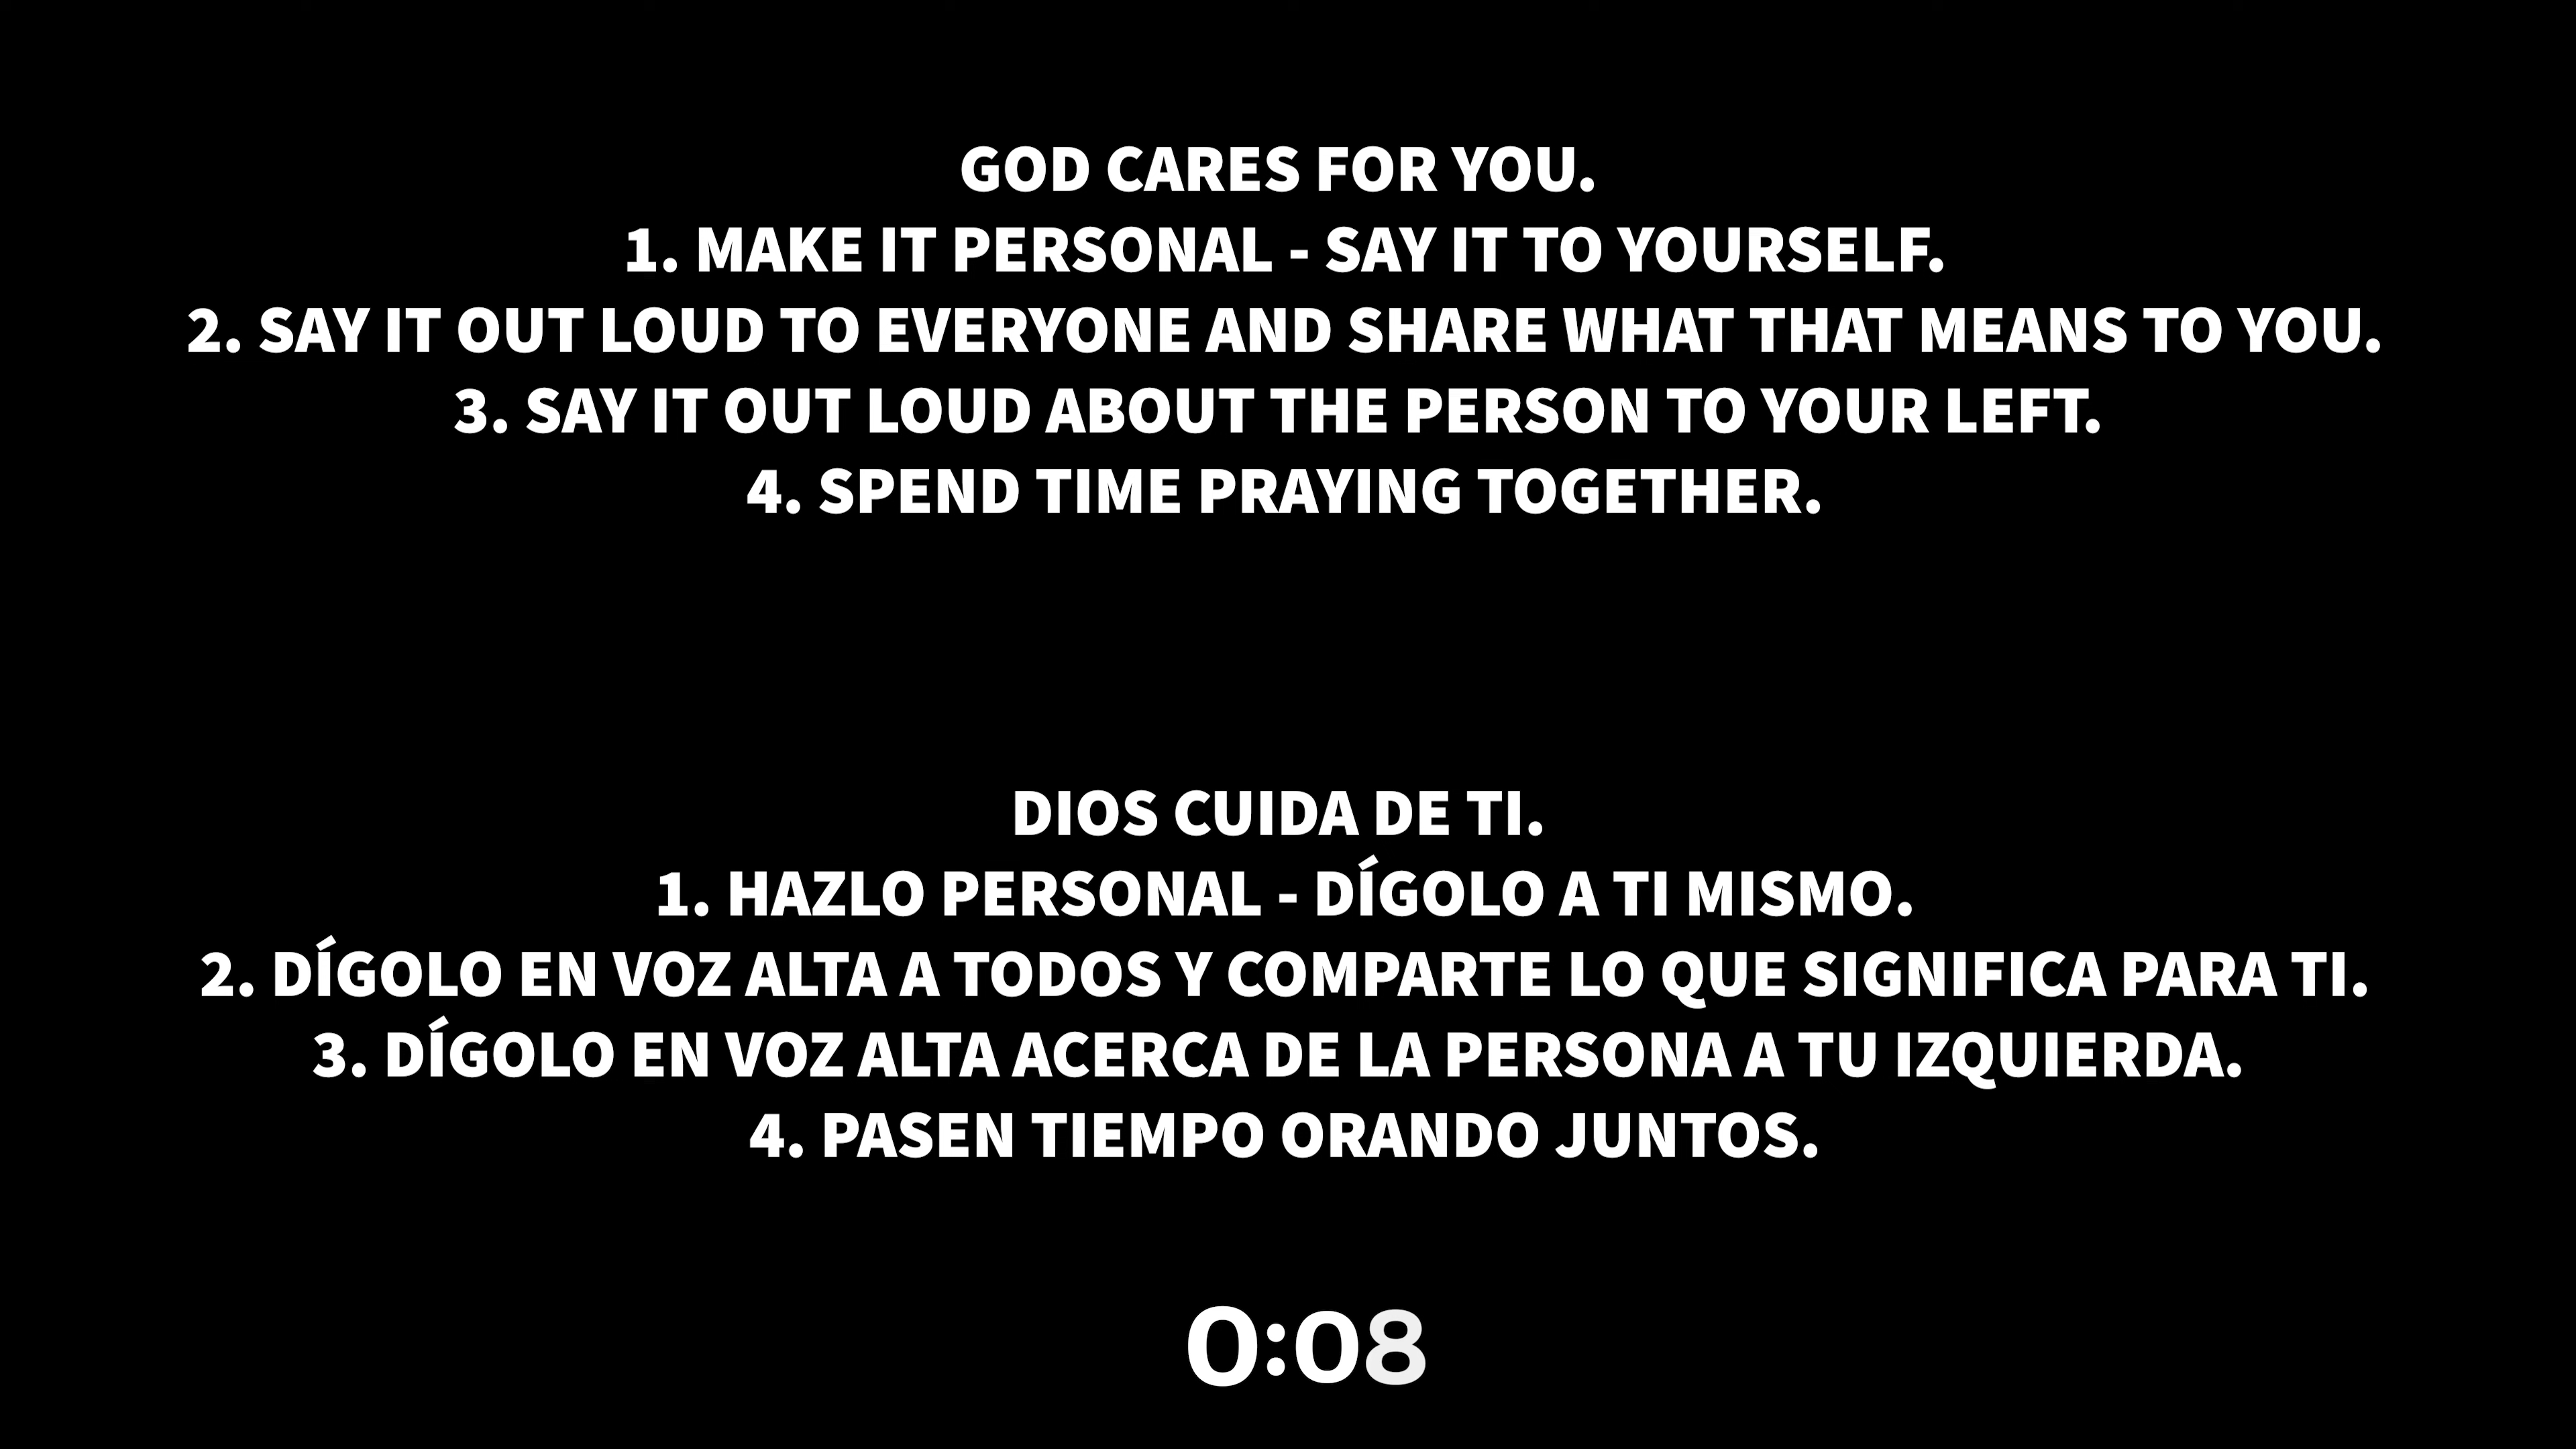 GOD CARES FOR YOU.
1. MAKE IT PERSONAL - SAY IT TO YOURSELF.
2. SAY IT OUT LOUD TO EVERYONE AND SHARE WHAT THAT MEANS TO YOU.
3. SAY IT OUT LOUD ABOUT THE PERSON TO YOUR LEFT.
4. SPEND TIME PRAYING TOGETHER.
DIOS CUIDA DE TI.
1. HAZLO PERSONAL - DÍGOLO A TI MISMO.
2. DÍGOLO EN VOZ ALTA A TODOS Y COMPARTE LO QUE SIGNIFICA PARA TI.
3. DÍGOLO EN VOZ ALTA ACERCA DE LA PERSONA A TU IZQUIERDA.
4. PASEN TIEMPO ORANDO JUNTOS.
0:08